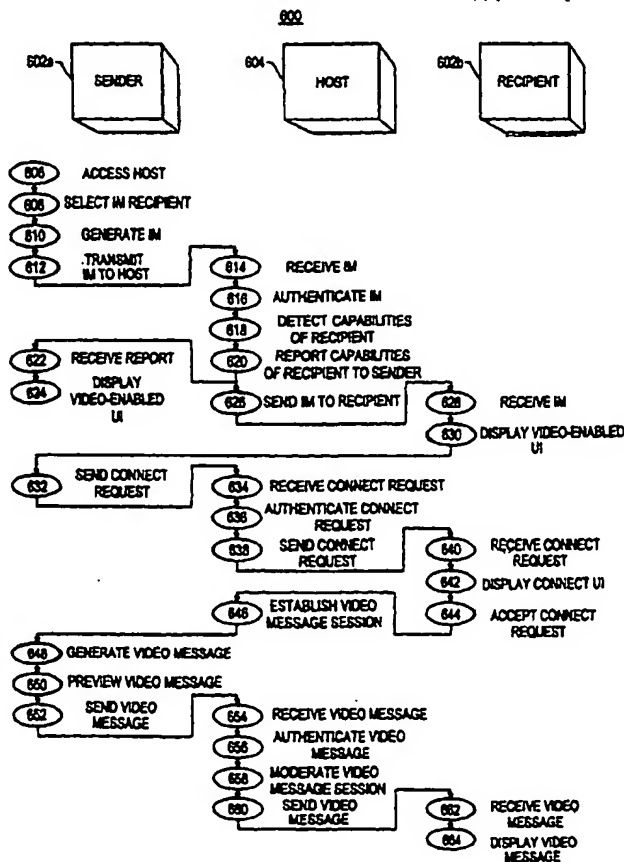 600
602a
SENDER
604
HOST
602b
RECIPIENT
606 ACCESS HOST
608 SELECT IM RECIPIENT
610 GENERATE IM
612 TRANSMIT
IM TO HOST
614 RECEIVE IM
616 AUTHENTICATE IM
618 DETECT CAPABILITIES
OF RECIPIENT
620 REPORT CAPABILITIES
OF RECIPIENT TO SENDER
622 RECEIVE REPORT
624 DISPLAY
VIDEO-ENABLED
UI
626 SEND IM TO RECIPIENT
628 RECEIVE IM
630 DISPLAY VIDEO-ENABLED
UI
632 SEND CONNECT
REQUEST
634 RECEIVE CONNECT REQUEST
636 AUTHENTICATE CONNECT
REQUEST
638 SEND CONNECT
REQUEST
640 RECEIVE CONNECT
REQUEST
642 DISPLAY CONNECT UI
644 ACCEPT CONNECT
REQUEST
646 ESTABLISH VIDEO
MESSAGE SESSION
648 GENERATE VIDEO MESSAGE
650 PREVIEW VIDEO MESSAGE
652 SEND VIDEO
MESSAGE
654 RECEIVE VIDEO MESSAGE
656 AUTHENTICATE VIDEO
MESSAGE
658 MODERATE VIDEO
MESSAGE SESSION
660 SEND VIDEO
MESSAGE
662 RECEIVE VIDEO
MESSAGE
664 DISPLAY VIDEO
MESSAGE